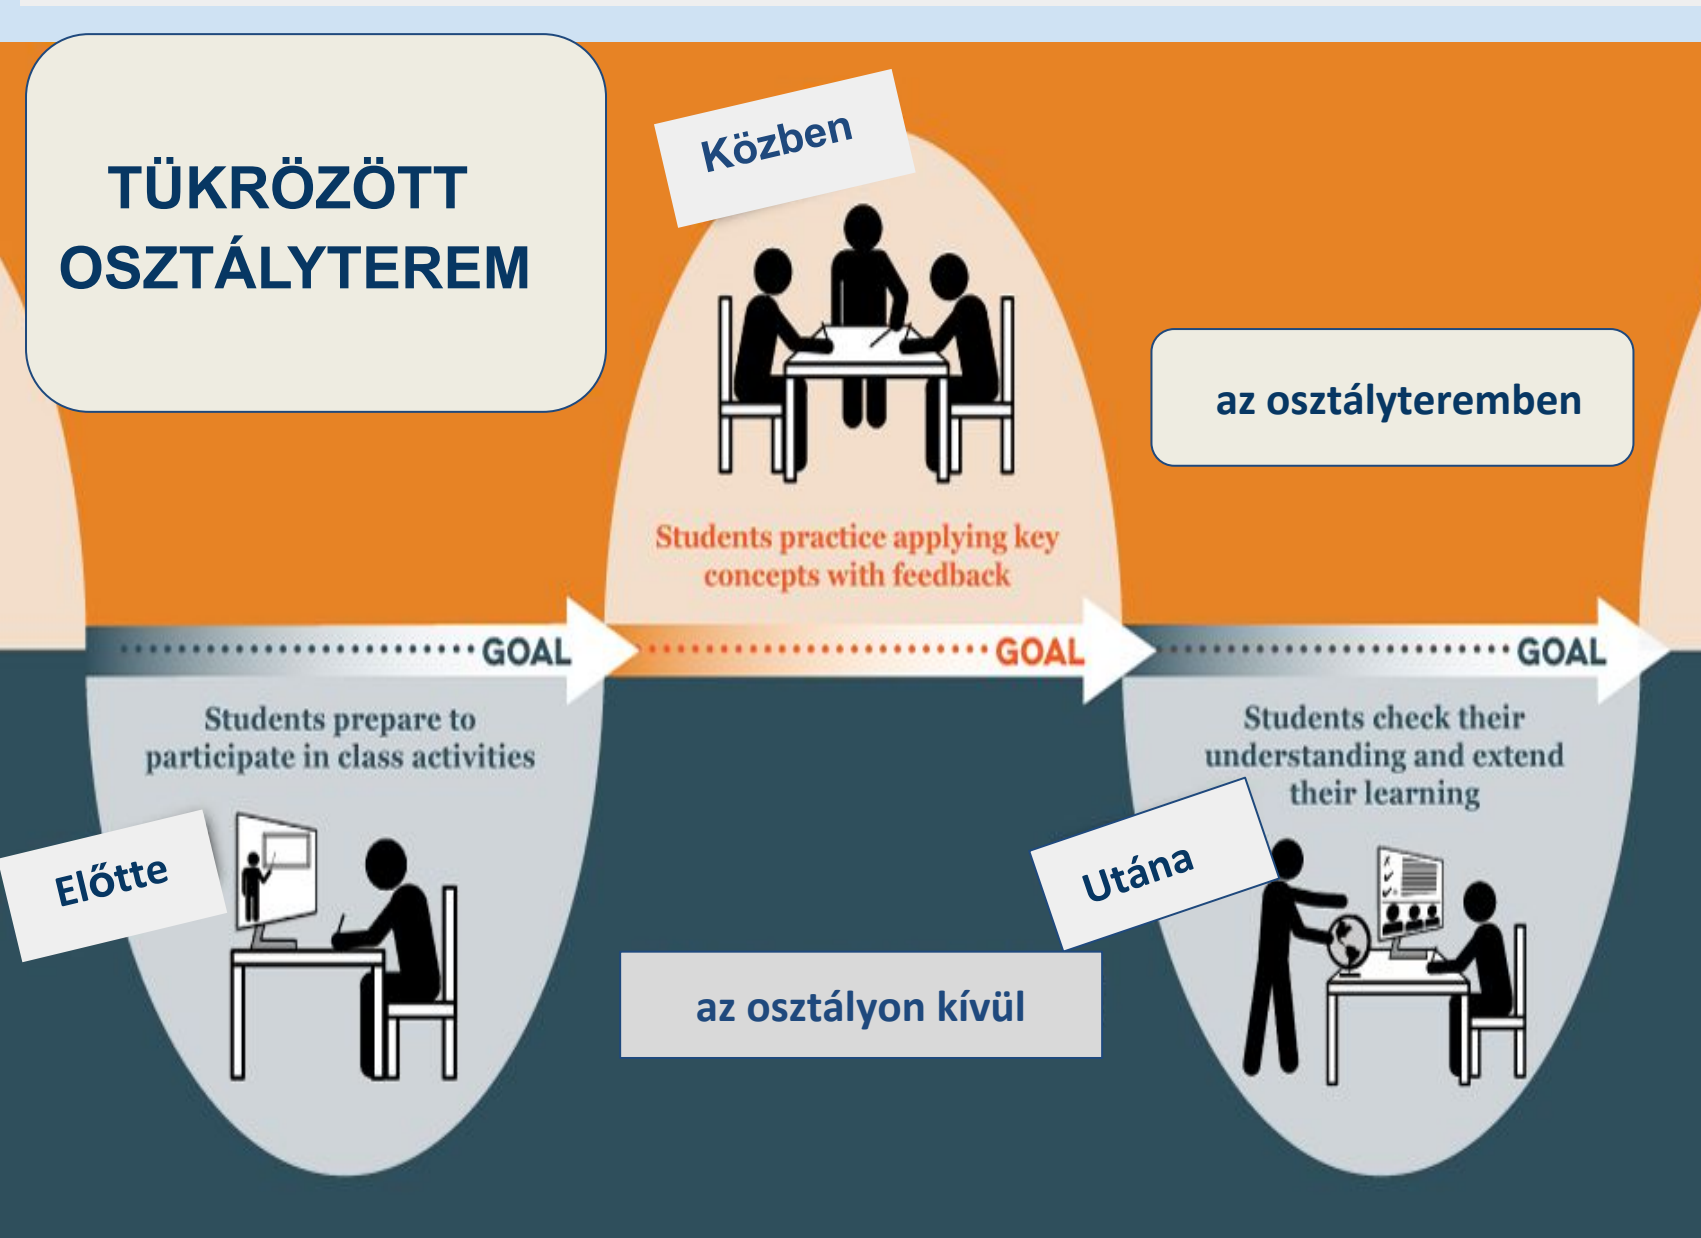 TÜKRÖZÖTT
OSZTÁLYTEREM
Közben
az osztályteremben
Students practice applying key
concepts with feedback
GOAL
GOAL
GOAL
Students prepare to
participate in class activities
Előtte
Students check their
understanding and extend
their learning
Utána
az osztályon kívül